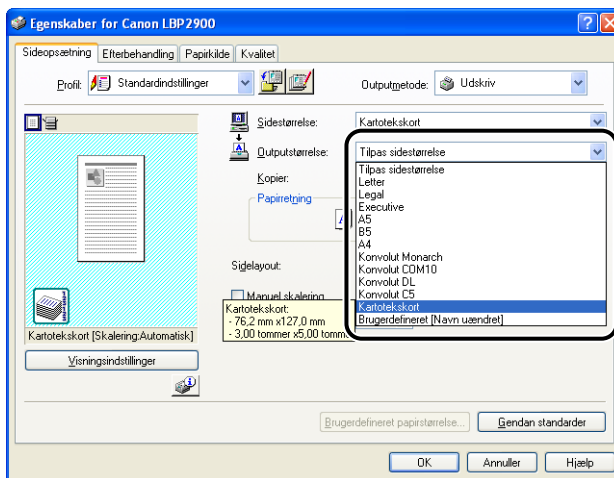 Egenskaber for Canon LBP2900
Sideopsætning Efterbehandling Papirkilde Kvalitet
Profil: Standardindstillinger Outputmetode: Udskriv
Sidestørrelse: Kartotekskort
Outputstørrelse: Tilpas sidestørrelse
Kopier:
Papirretning
A
Sidelayout:
Manuel skalering
Tilpas sidestørrelse
Letter
Legal
Executive
A5
B5
A4
Konvolut Monarch
Konvolut COM10
Konvolut DL
Konvolut C5
Kartotekskort
Brugerdefineret [Navn uændret]
Kartotekskort:
- 76,2 mm x127,0 mm
- 3,00 tommer x5,00 tomm
Kartotekskort [Skalering:Automatisk]
Visningsindstillinger
Brugerdefineret papirstørrelse... Gendan standarder
OK Annuller Hjælp